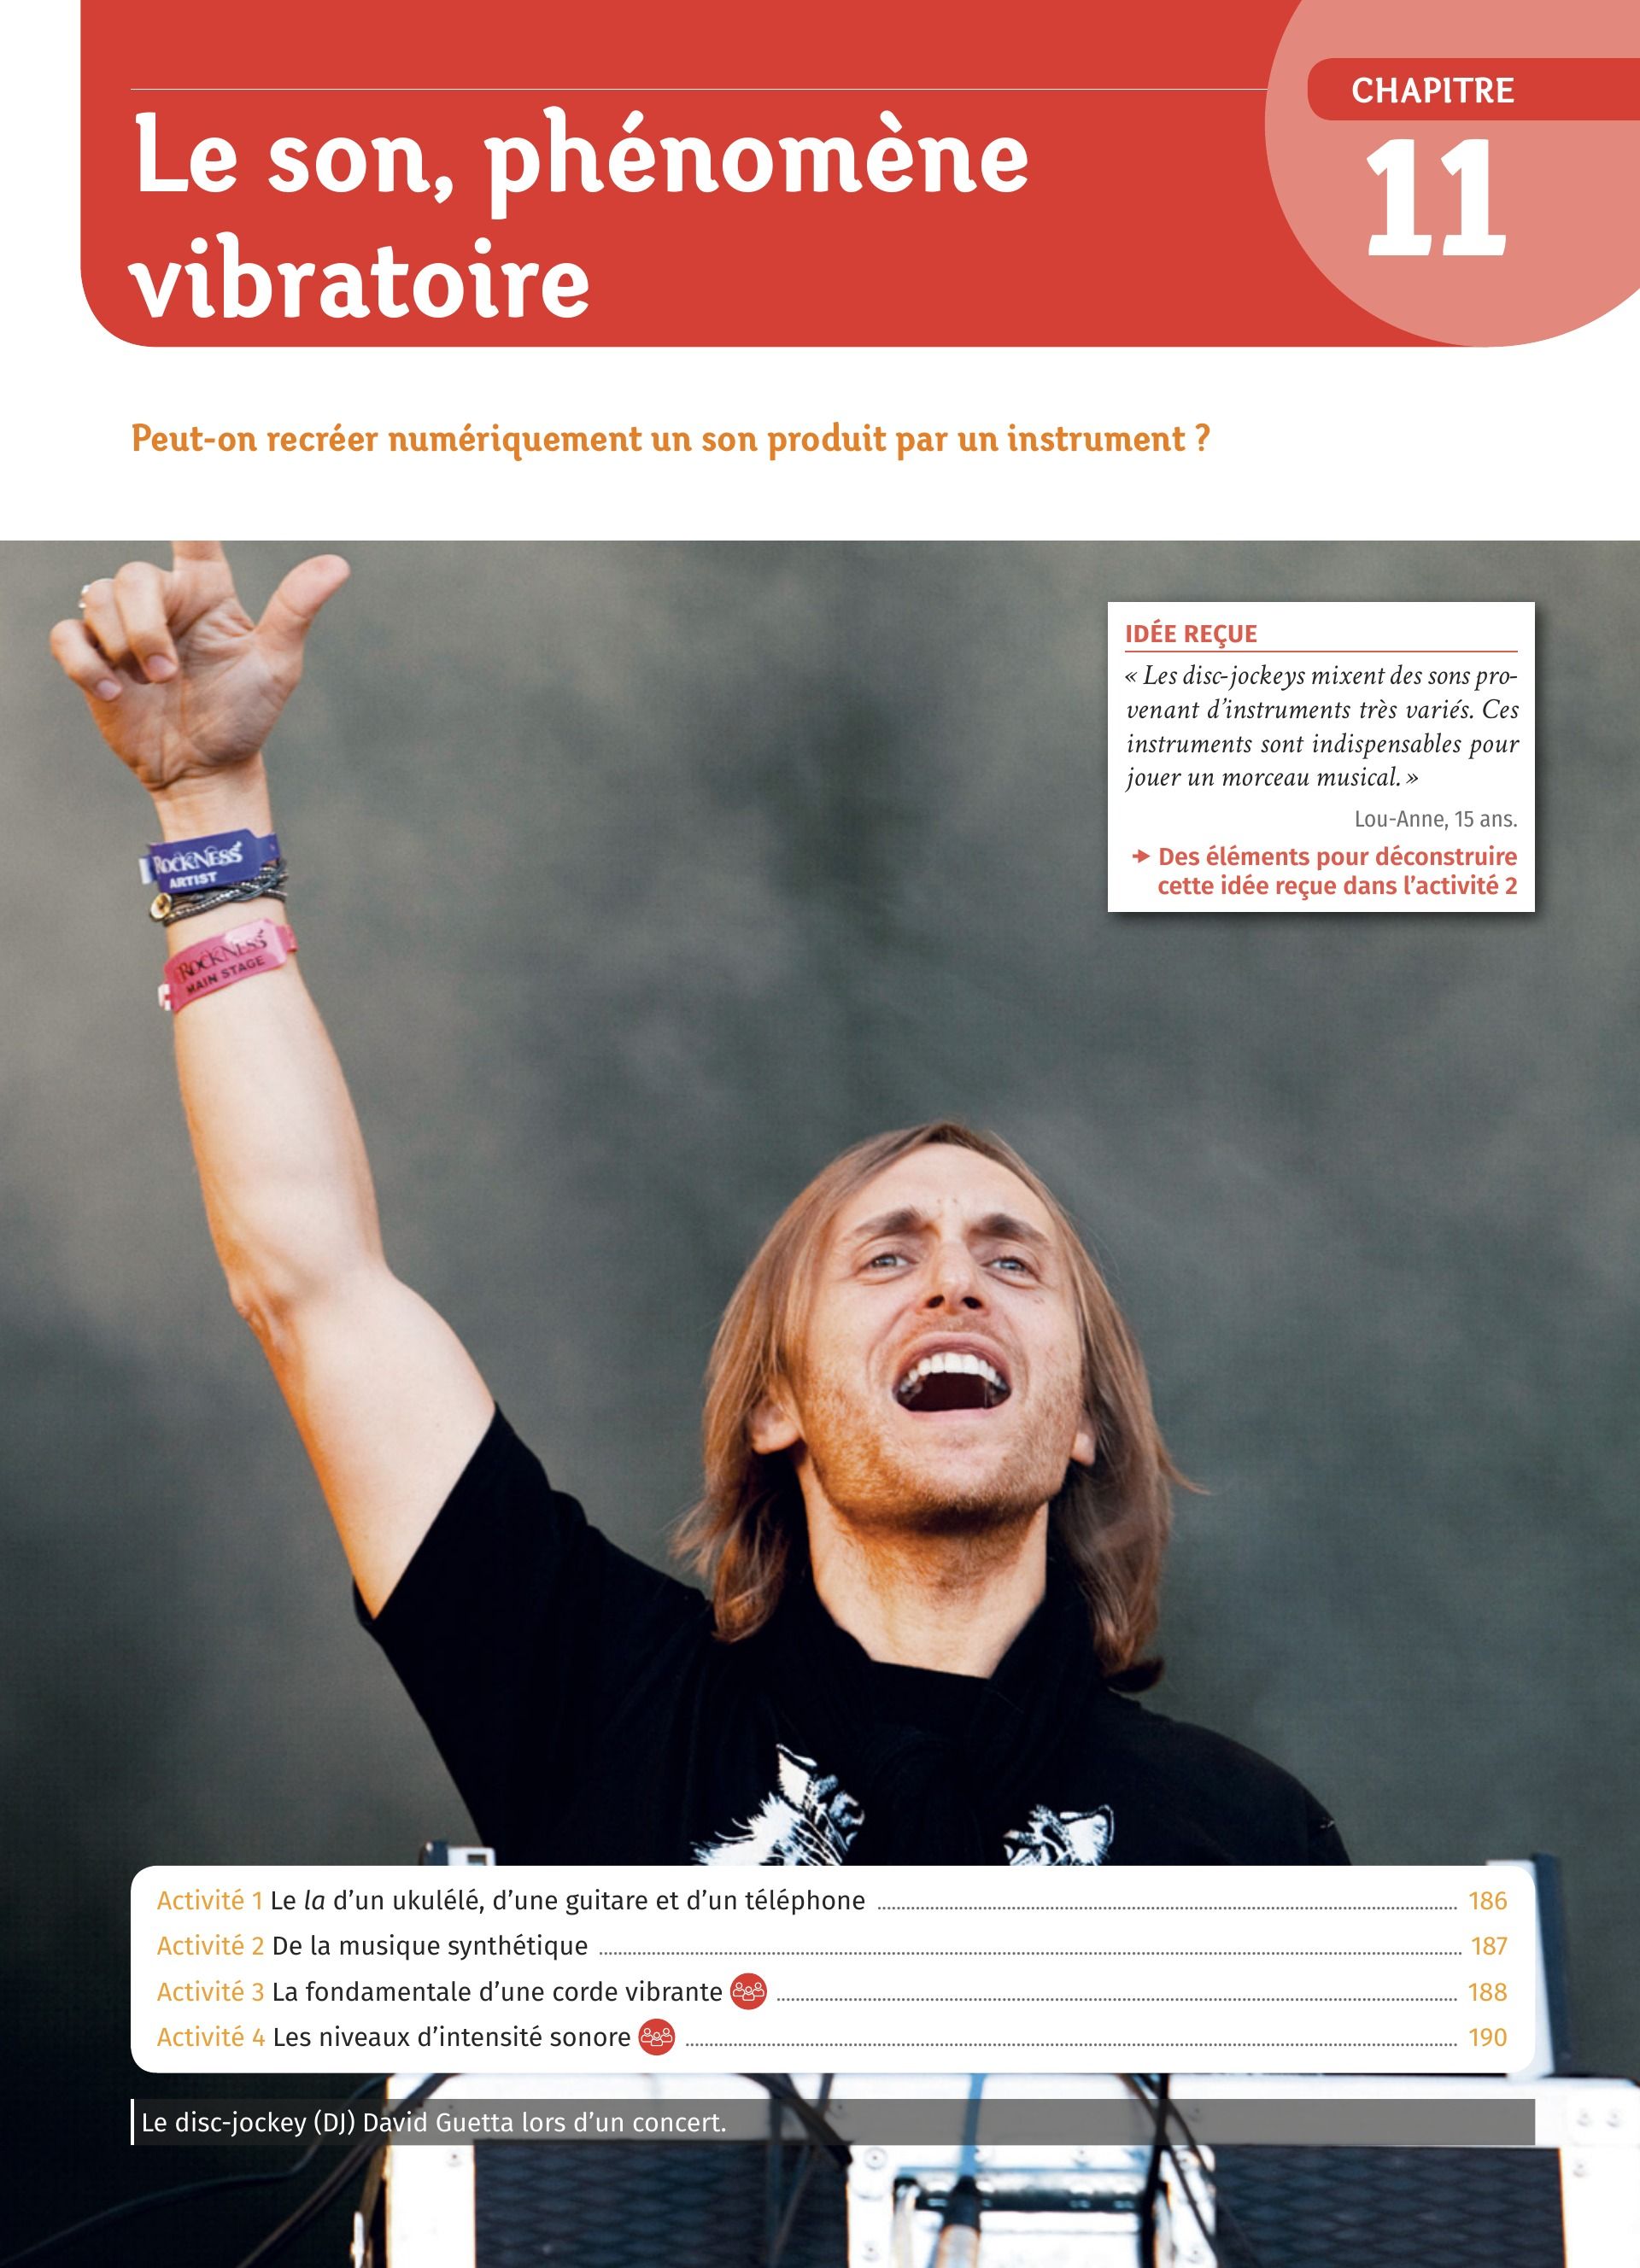 CHAPITRE
11
Le son, phénomène
vibratoire
Peut-on recréer numériquement un son produit par un instrument ?
IDÉE REÇUE
« Les disc-jockeys mixent des sons pro-
venant d’instruments très variés. Ces
instruments sont indispensables pour
jouer un morceau musical. »
Lou-Anne, 15 ans.
Des éléments pour déconstruire
cette idée reçue dans l’activité 2
ROCKNESS
ARTIST
ROCKNESS
MAIN STAGE
Activité 1 Le la d’un ukulélé, d’une guitare et d’un téléphone 186
Activité 2 De la musique synthétique 187
Activité 3 La fondamentale d’une corde vibrante 188
Activité 4 Les niveaux d’intensité sonore 190
Le disc-jockey (DJ) David Guetta lors d’un concert.